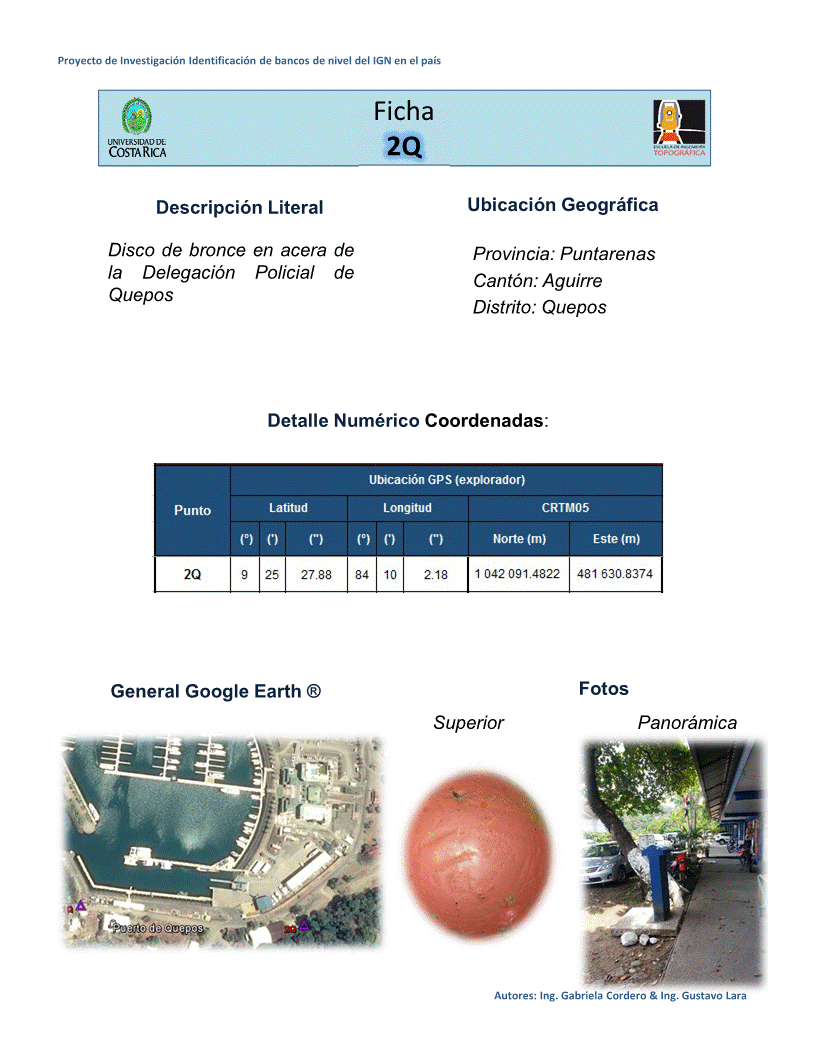 Proyecto de Investigación Identificación de bancos de nivel del IGN en el país
UNIVERSIDAD DE
COSTA RICA
Ficha
2Q
ESCUELA DE INGENIERÍA
TOPOGRÁFICA
Descripción Literal
Disco de bronce en acera de
la Delegación Policial de
Quepos
Ubicación Geográfica
Provincia: Puntarenas
Cantón: Aguirre
Distrito: Quepos
Detalle Numérico Coordenadas:
Punto
Ubicación GPS (explorador)
Latitud Longitud CRTM05
(°) (') (") (°) (') (") Norte (m) Este (m)
2Q 9 25 27.88 84 10 2.18 1 042 091.4822 481 630.8374
General Google Earth ®
Fotos
Superior Panorámica
Puerto de Quepos
2Q
Autores: Ing. Gabriela Cordero & Ing. Gustavo Lara